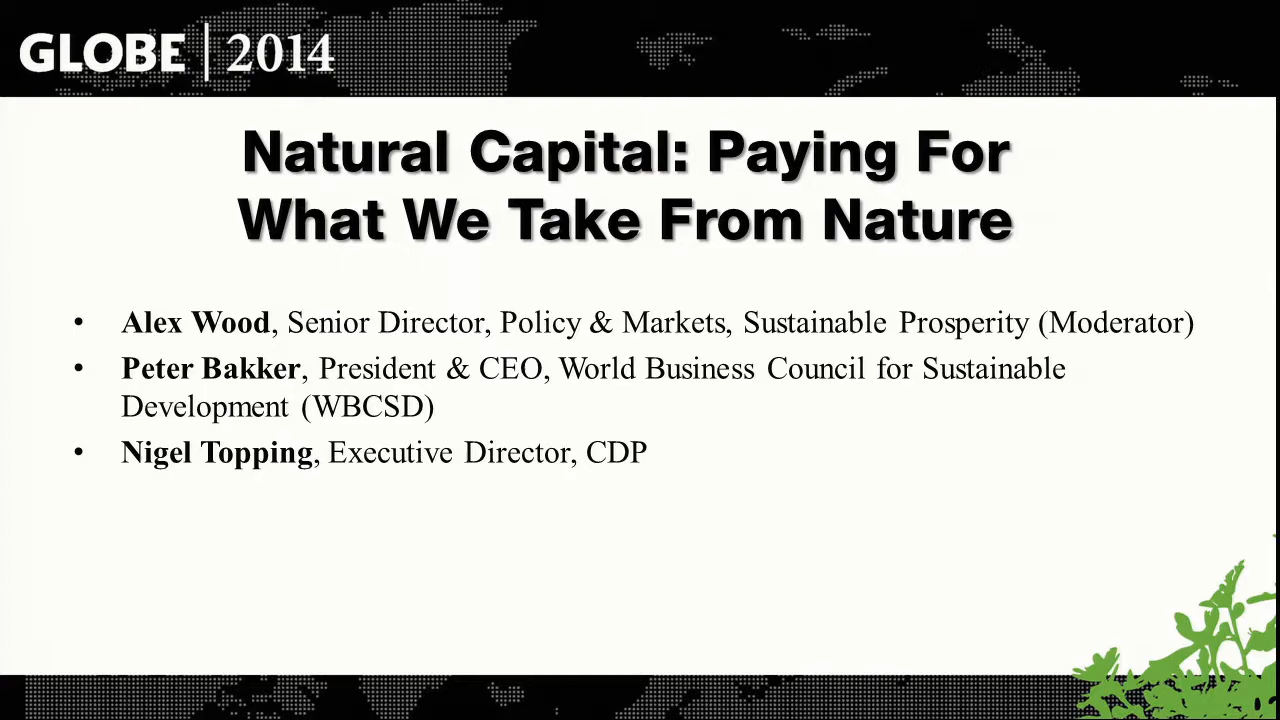 GLOBE | 2014
Natural Capital: Paying For
What We Take From Nature
• Alex Wood, Senior Director, Policy & Markets, Sustainable Prosperity (Moderator)
• Peter Bakker, President & CEO, World Business Council for Sustainable
Development (WBCSD)
• Nigel Topping, Executive Director, CDP